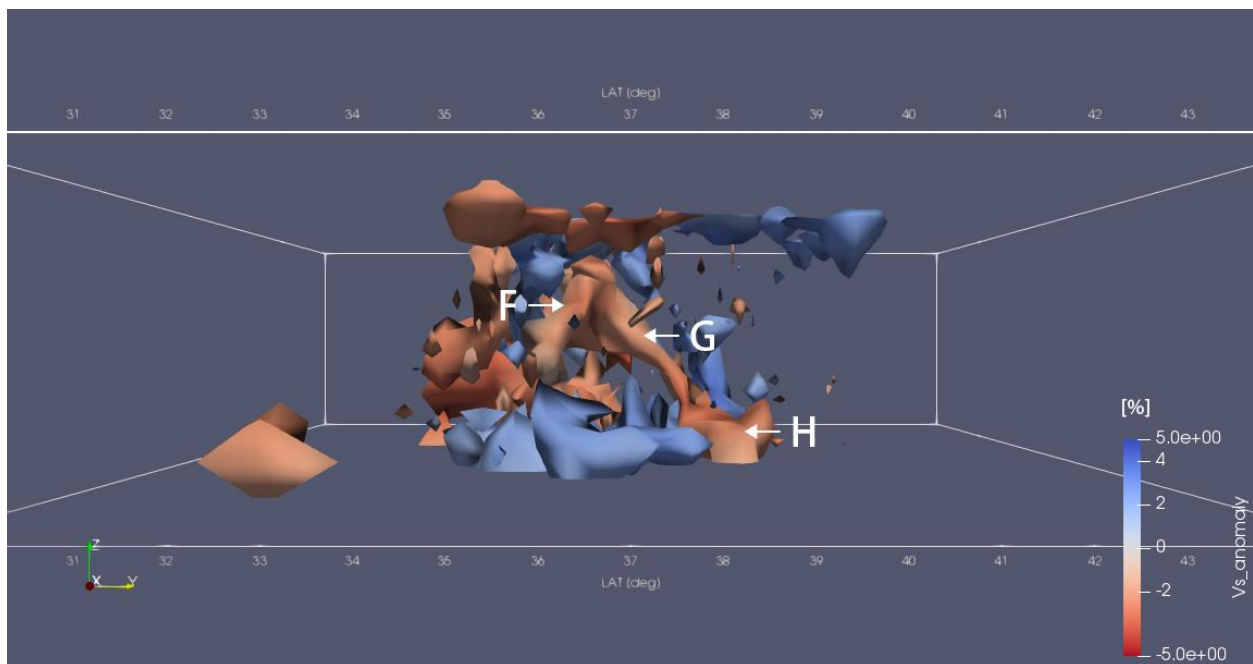 LAT (deg)
31 32 33 34 35 36 37 38 39 40 41 42 43
F
G
H
[%]
5.0e+00
4
2
0
-2
-5.0e+00
Vs_anomaly
Z
X
Y
31 32 33 34 35 36 37 38 39 40 41 42 43
LAT (deg)